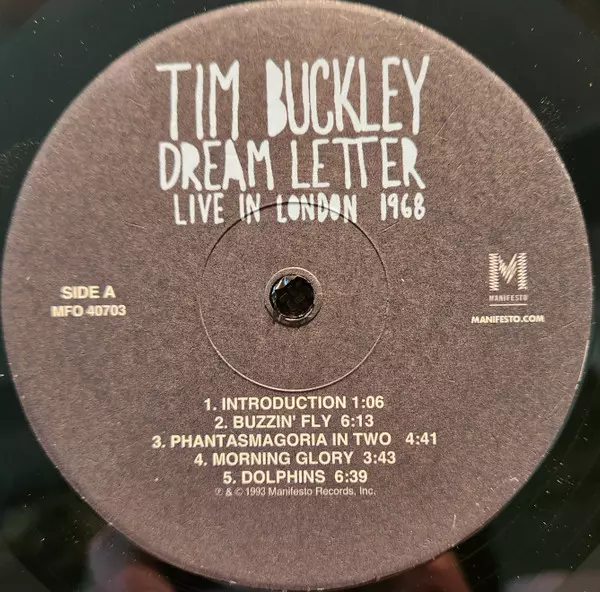 TIM BUCKLEY
DREAM LETTER
LIVE IN LONDON 1968
SIDE A
MFO 40703
M
MANIFESTO
MANIFESTO.COM
1. INTRODUCTION 1:06
2. BUZZIN' FLY 6:13
3. PHANTASMAGORIA IN TWO 4:41
4. MORNING GLORY 3:43
5. DOLPHINS 6:39
℗ & © 1993 Manifesto Records, Inc.